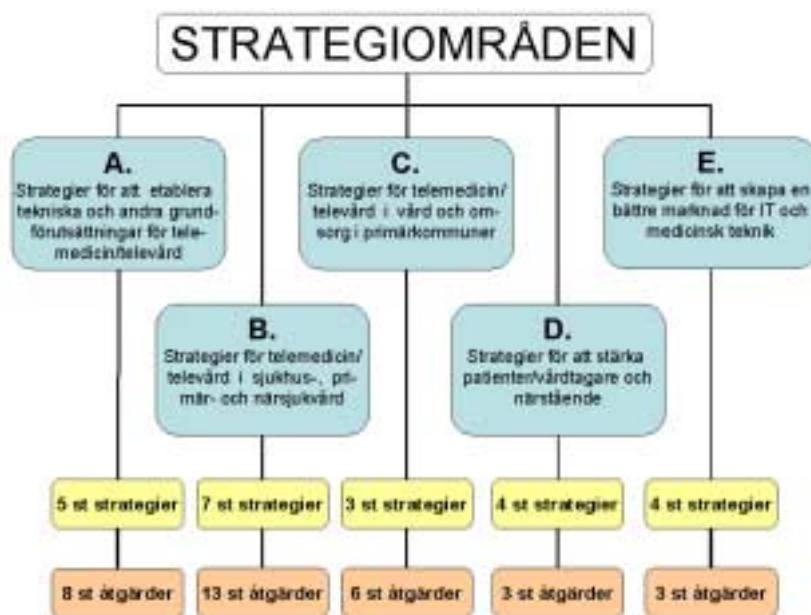 STRATEGIOMRÅDEN
A.
Strategier för att etablera
tekniska och andra grund-
förutsättningar för tele-
medicin/televård
C.
Strategier för telemedicin/
televård i vård och om-
sorg i primärkommuner
E.
Strategier för att skapa en
bättre marknad för IT och
medicinsk teknik
B.
Strategier för telemedicin/
televård i sjukhus-, pri-
mär- och närsjukvård
D.
Strategier för att stärka
patienter/vårdtagare och
närstående
5 st strategier
7 st strategier
3 st strategier
4 st strategier
4 st strategier
8 st åtgärder
13 st åtgärder
6 st åtgärder
3 st åtgärder
3 st åtgärder